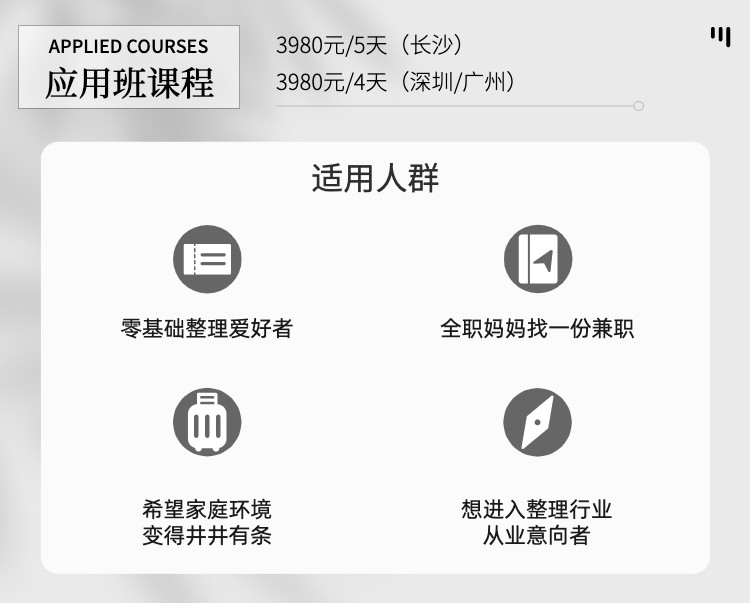 APPLIED COURSES
应用班课程
3980元/5天（长沙）
3980元/4天（深圳/广州）
适用人群
零基础整理爱好者
全职妈妈找一份兼职
希望家庭环境
变得井井有条
想进入整理行业
从业意向者